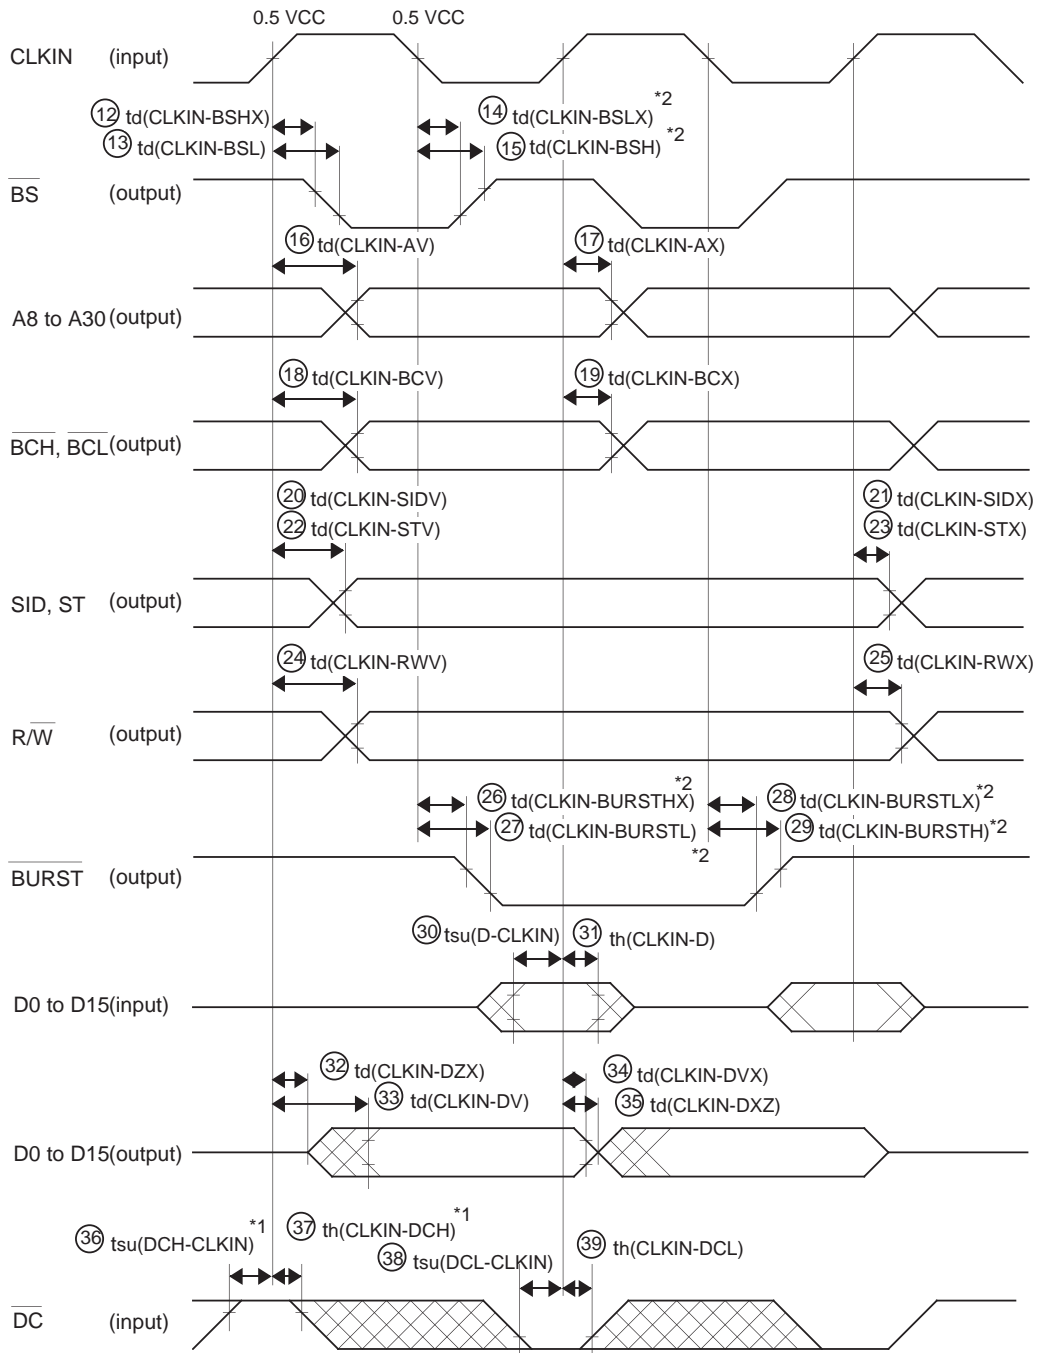 0.5 VCC 0.5 VCC
CLKIN (input)
12 td(CLKIN-BSHX) 14 td(CLKIN-BSLX) *2
13 td(CLKIN-BSL) 15 td(CLKIN-BSH) *2
BS (output)
16 td(CLKIN-AV) 17 td(CLKIN-AX)
A8 to A30 (output)
18 td(CLKIN-BCV) 19 td(CLKIN-BCX)
BCH, BCL (output)
20 td(CLKIN-SIDV) 21 td(CLKIN-SIDX)
22 td(CLKIN-STV) 23 td(CLKIN-STX)
SID, ST (output)
24 td(CLKIN-RWV) 25 td(CLKIN-RWX)
R/W (output)
26 td(CLKIN-BURSTHX) *2 28 td(CLKIN-BURSTLX) *2
27 td(CLKIN-BURSTL) *2 29 td(CLKIN-BURSTH) *2
BURST (output)
30 tsu(D-CLKIN) 31 th(CLKIN-D)
D0 to D15(input)
32 td(CLKIN-DZX) 34 td(CLKIN-DVX)
33 td(CLKIN-DV) 35 td(CLKIN-DXZ)
D0 to D15(output)
36 tsu(DCH-CLKIN) *1 37 th(CLKIN-DCH) *1
38 tsu(DCL-CLKIN) 39 th(CLKIN-DCL)
DC (input)